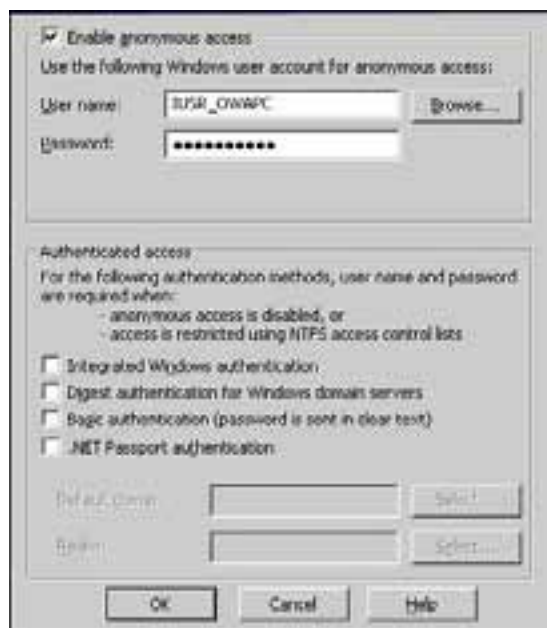 Enable anonymous access
Use the following Windows user account for anonymous access:
User name: IUSR_OWAPC Browse...
Password: ••••••••••
Authenticated access
For the following authentication methods, user name and password
are required when:
- anonymous access is disabled, or
- access is restricted using NTFS access control lists
Integrated Windows authentication
Digest authentication for Windows domain servers
Basic authentication (password is sent in clear text)
.NET Passport authentication
Default domain: Select...
Realm: Select...
OK Cancel Help